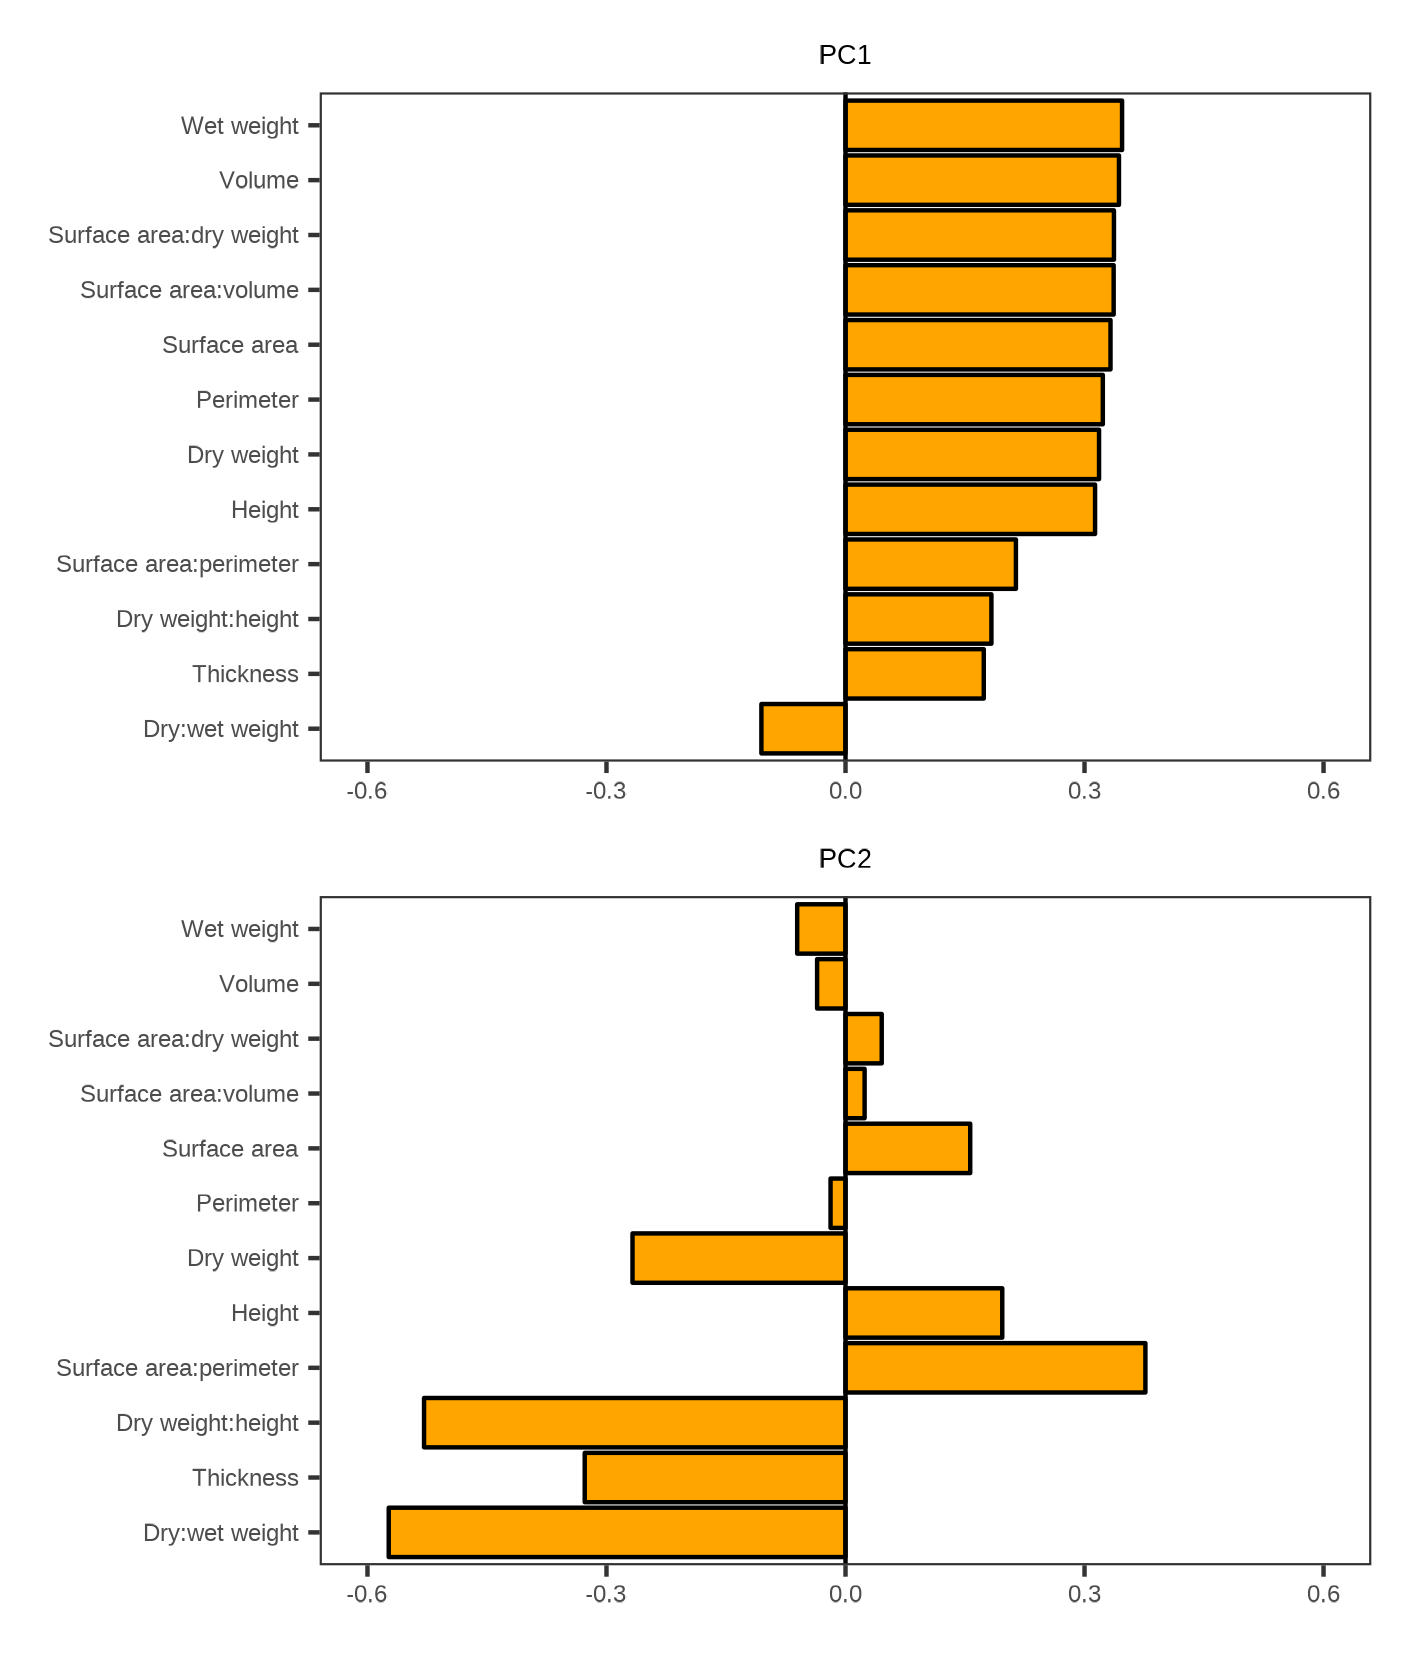 PC1
Wet weight
Volume
Surface area:dry weight
Surface area:volume
Surface area
Perimeter
Dry weight
Height
Surface area:perimeter
Dry weight:height
Thickness
Dry:wet weight
-0.6 -0.3 0.0 0.3 0.6
PC2
Wet weight
Volume
Surface area:dry weight
Surface area:volume
Surface area
Perimeter
Dry weight
Height
Surface area:perimeter
Dry weight:height
Thickness
Dry:wet weight
-0.6 -0.3 0.0 0.3 0.6